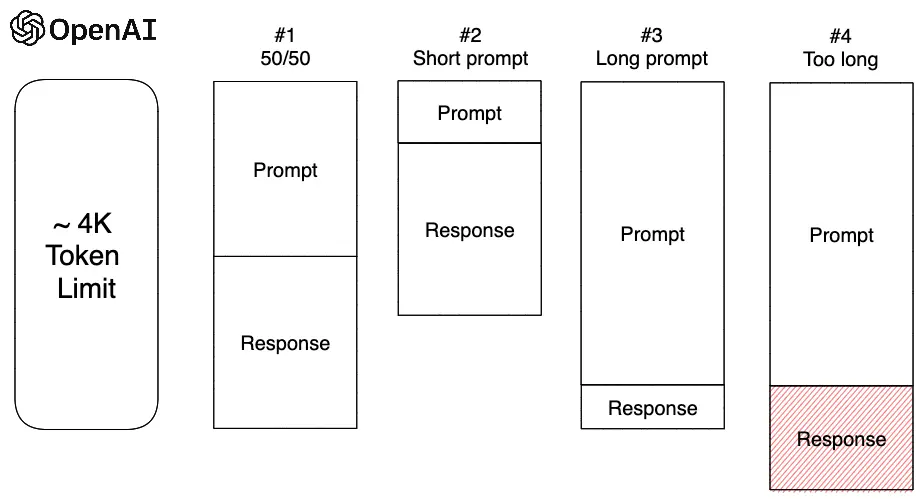 OpenAI
#1
50/50
#2
Short prompt
#3
Long prompt
#4
Too long
~ 4K
Token
Limit
Prompt
Response
Prompt
Response
Prompt
Response
Prompt
Response